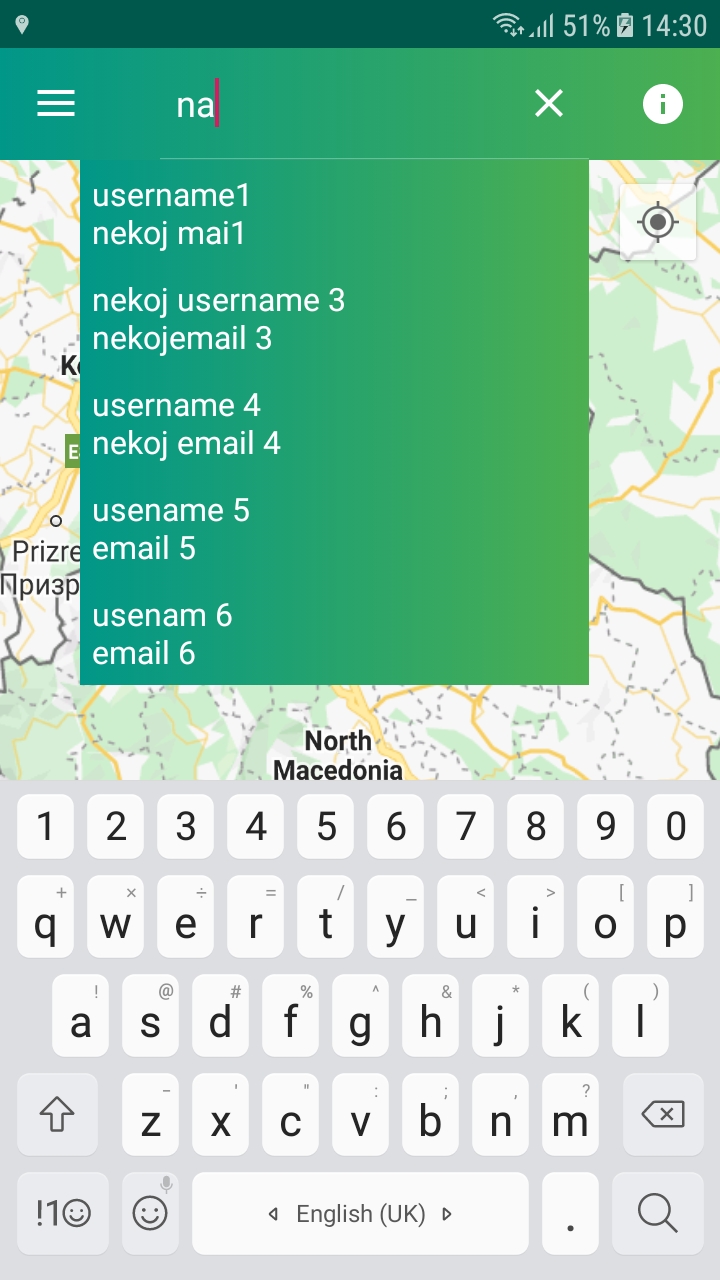 51% 14:30
na
username1
nekoj mai1
nekoj username 3
nekojemail 3
username 4
nekoj email 4
usename 5
email 5
usenam 6
email 6
Prizre
Призр
North
Macedonia
1 2 3 4 5 6 7 8 9 0
+ × ÷ = / _ < > [ ]
q w e r t y u i o p
! @ # % ^ & * ( )
a s d f g h j k l
- ' " : ; , ?
z x c v b n m
!1☺ English (UK) .